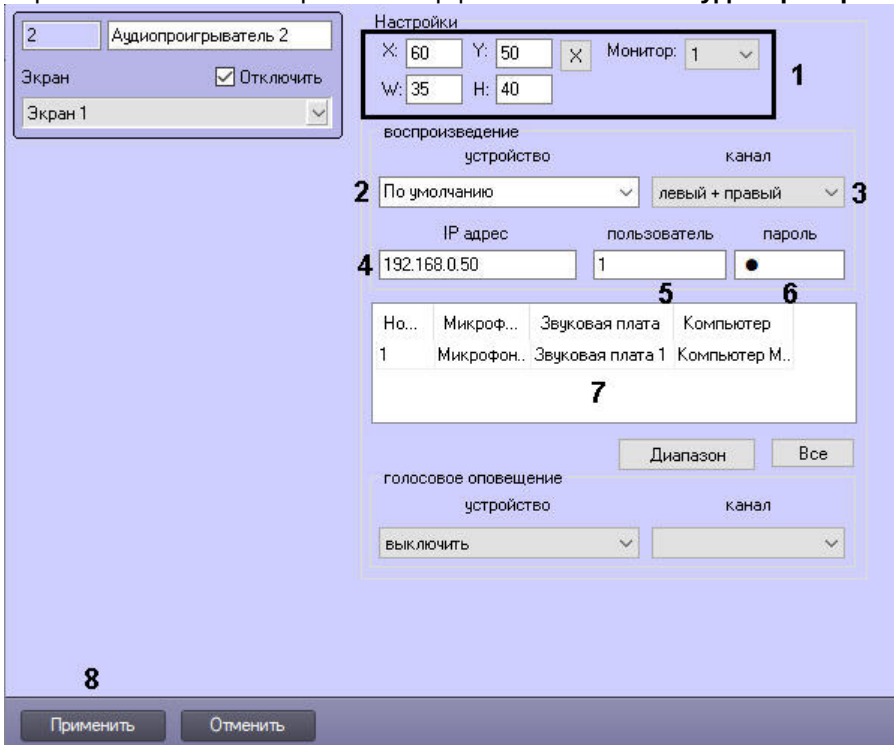 2 Аудиопроигрыватель 2
Экран Отключить
Экран 1
Настройки
X: 60 Y: 50 X Монитор: 1
W: 35 H: 40
1
воспроизведение
устройство канал
2 По умолчанию левый + правый 3
IP адрес пользователь пароль
4 192.168.0.50 1 ●
5 6
Но... Микроф... Звуковая плата Компьютер
1 Микрофон.. Звуковая плата 1 Компьютер М..
7
Диапазон Все
голосовое оповещение
устройство канал
выключить
8
Применить Отменить